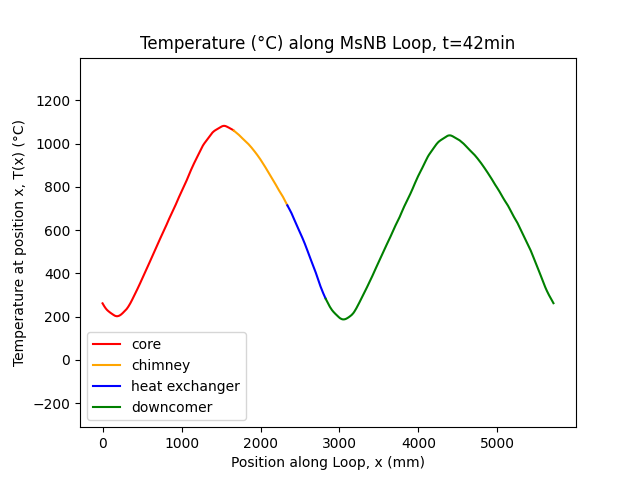 Temperature (°C) along MsNB Loop, t=42min
Temperature at position x, T(x) (°C)
1200
1000
800
600
400
200
0
−200
core
chimney
heat exchanger
downcomer
0 1000 2000 3000 4000 5000
Position along Loop, x (mm)